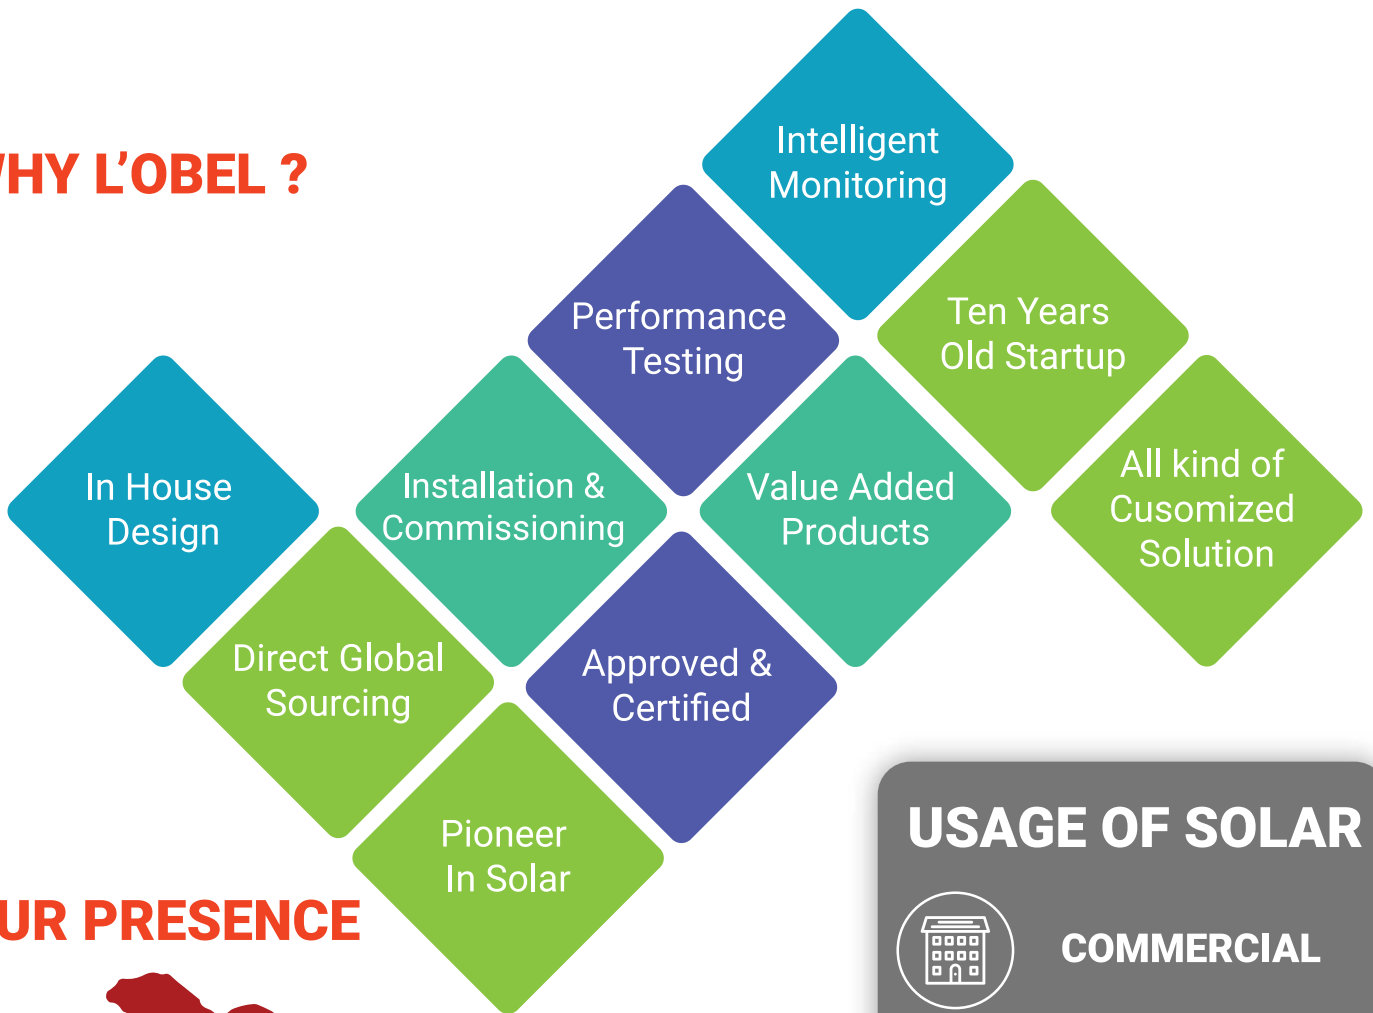 WHY L'OBEL ?
Intelligent
Monitoring
Performance
Testing
Ten Years
Old Startup
In House
Design
Installation &
Commissioning
Value Added
Products
All kind of
Cusomized
Solution
Direct Global
Sourcing
Approved &
Certified
Pioneer
In Solar
UR PRESENCE
USAGE OF SOLAR
COMMERCIAL